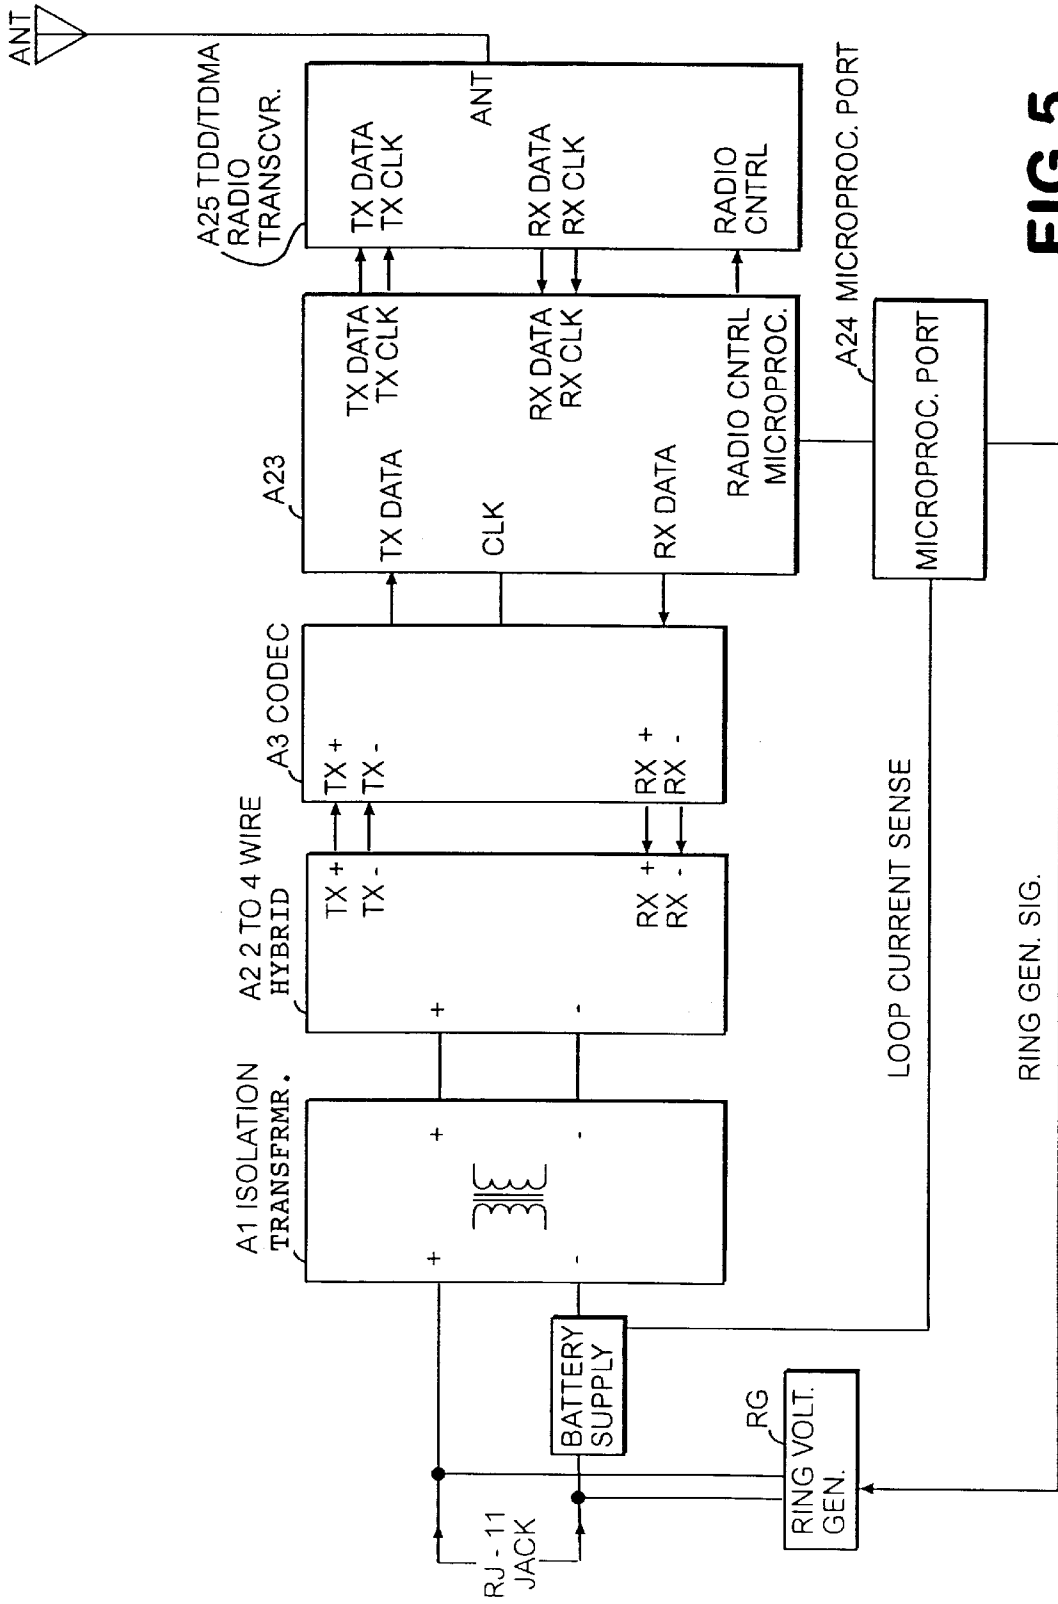 ANT
A25 TDD/TDMA
RADIO
TRANSCVR.
TX DATA
TX CLK
ANT
RX DATA
RX CLK
RADIO
CNTRL
A23
TX DATA
TX CLK
RX DATA
RX CLK
RADIO CNTRL
MICROPROC.
TX DATA
CLK
RX DATA
A24 MICROPROC. PORT
MICROPROC. PORT
A3 CODEC
TX +
TX -
RX +
RX -
A2 2 TO 4 WIRE
HYBRID
TX +
TX -
RX +
RX -
+
-
A1 ISOLATION
TRANSFRMR.
+
-
+
-
BATTERY
SUPPLY
RJ - 11
JACK
RG
RING VOLT.
GEN.
LOOP CURRENT SENSE
RING GEN. SIG.
FIG 5